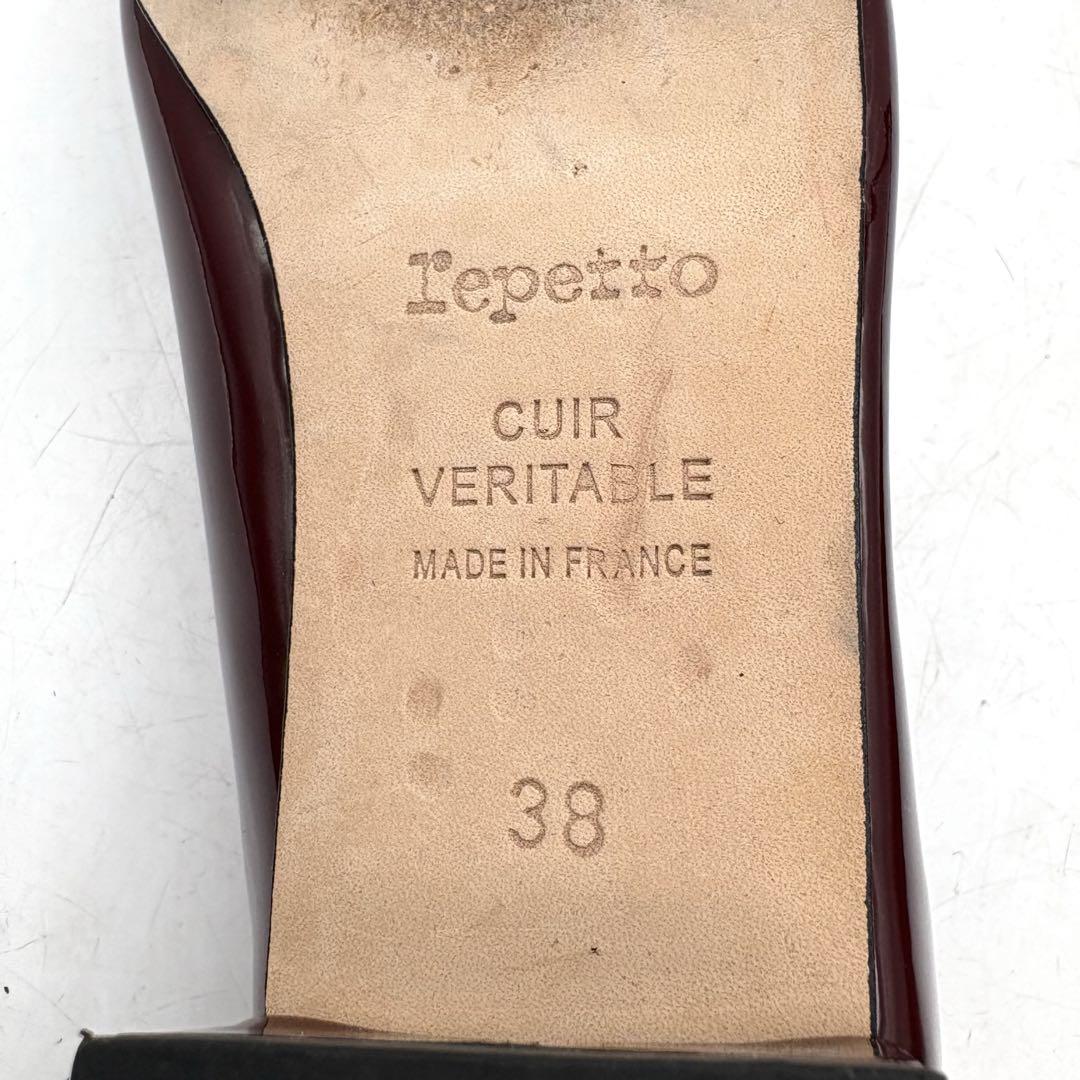 repetto
CUIR
VERITABLE
MADE IN FRANCE
38